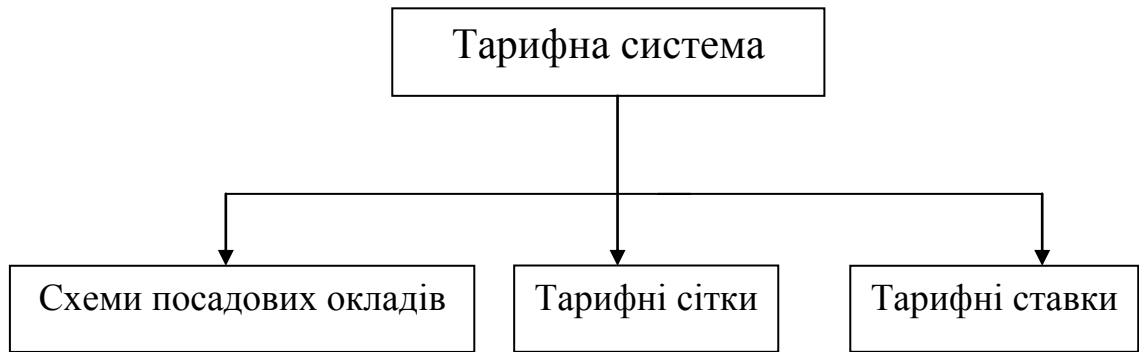 Тарифна система
Схеми посадових окладів
Тарифні сітки
Тарифні ставки